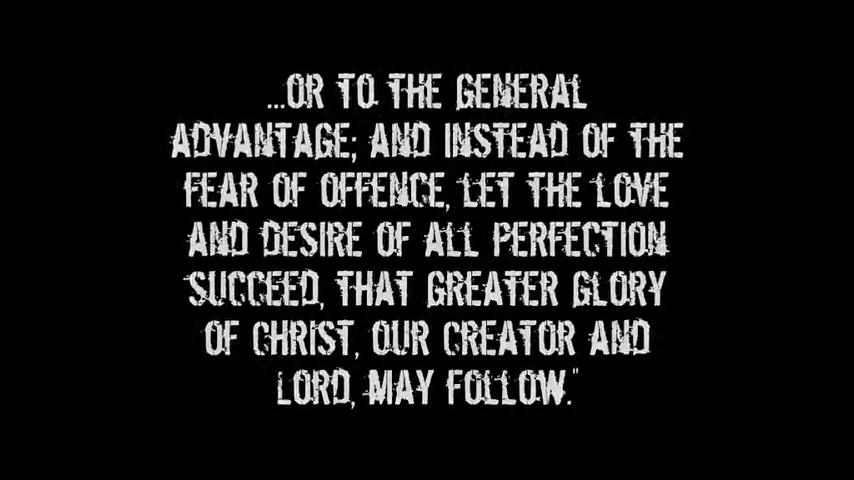 ...OR TO THE GENERAL
ADVANTAGE; AND INSTEAD OF THE
FEAR OF OFFENCE, LET THE LOVE
AND DESIRE OF ALL PERFECTION
SUCCEED, THAT GREATER GLORY
OF CHRIST, OUR CREATOR AND
LORD, MAY FOLLOW."